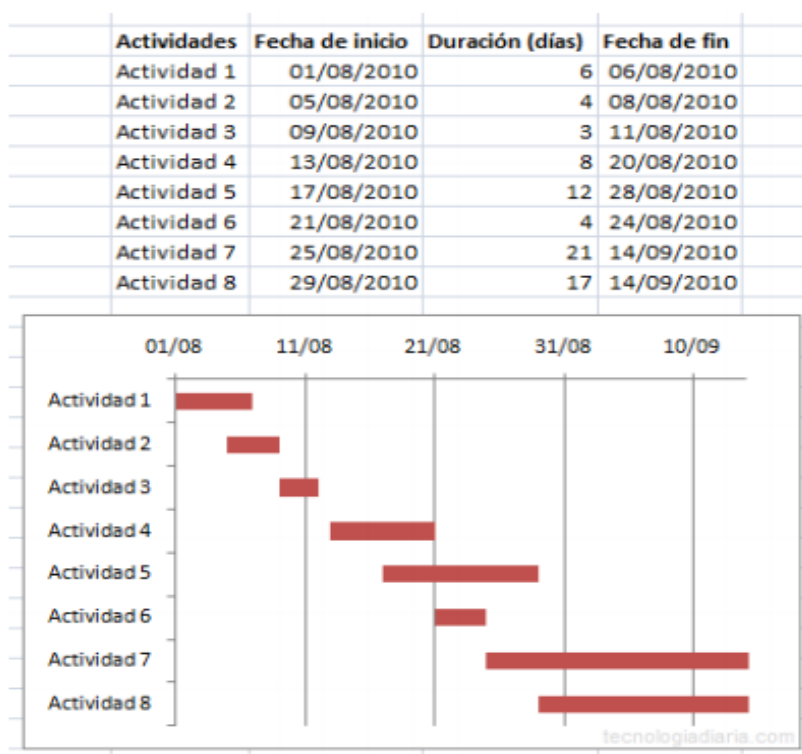 Actividades Fecha de inicio Duración (días) Fecha de fin
Actividad 1 01/08/2010 6 06/08/2010
Actividad 2 05/08/2010 4 08/08/2010
Actividad 3 09/08/2010 3 11/08/2010
Actividad 4 13/08/2010 8 20/08/2010
Actividad 5 17/08/2010 12 28/08/2010
Actividad 6 21/08/2010 4 24/08/2010
Actividad 7 25/08/2010 21 14/09/2010
Actividad 8 29/08/2010 17 14/09/2010
01/08 11/08 21/08 31/08 10/09
Actividad 1
Actividad 2
Actividad 3
Actividad 4
Actividad 5
Actividad 6
Actividad 7
Actividad 8
tecnologiadiaria.com